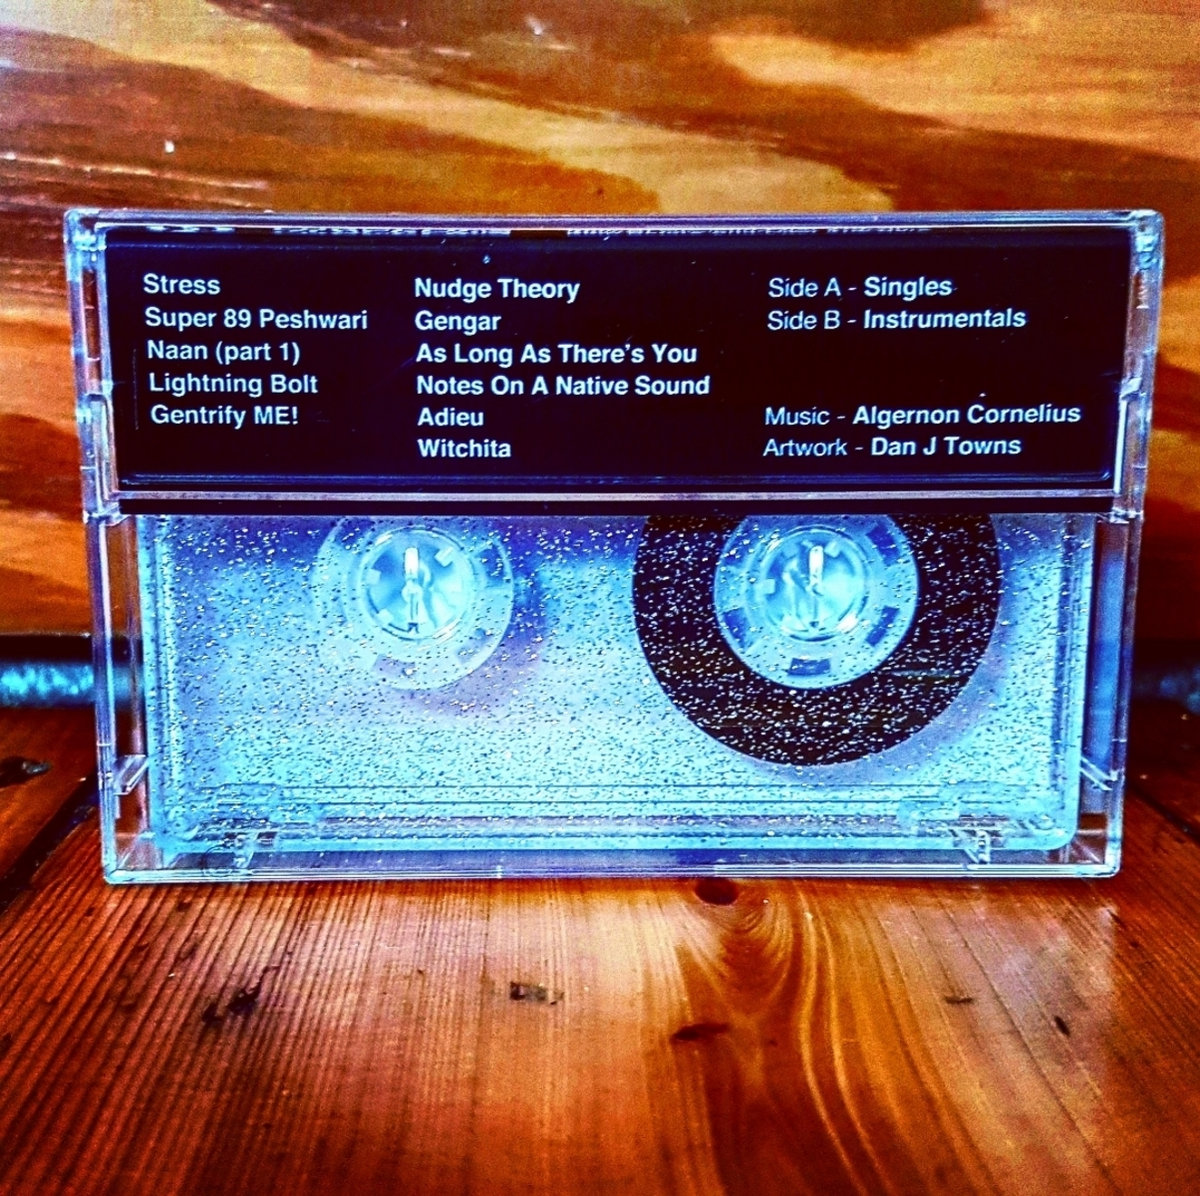 Stress
Super 89 Peshwari
Naan (part 1)
Lightning Bolt
Gentrify ME!
Nudge Theory
Gengar
As Long As There's You
Notes On A Native Sound
Adieu
Witchita
Side A - Singles
Side B - Instrumentals
Music - Algernon Cornelius
Artwork - Dan J Towns